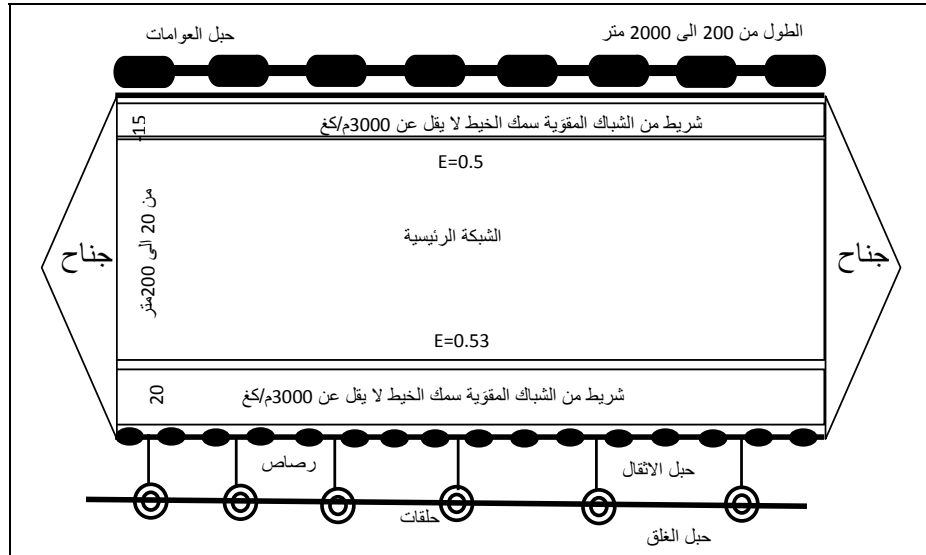 الطول من 200 الى 2000 متر
حبل العوامات
شريط من الشباك المقوَية سمك الخيط لا يقل عن 3000م/كغ
15-
E=0.5
من 20 الى 200متر
الشبكة الرئيسية
جناح
جناح
E=0.53
شريط من الشباك المقوَية سمك الخيط لا يقل عن 3000م/كغ
20
رصاص
حبل الاثقال
حلقات
حبل الغلق